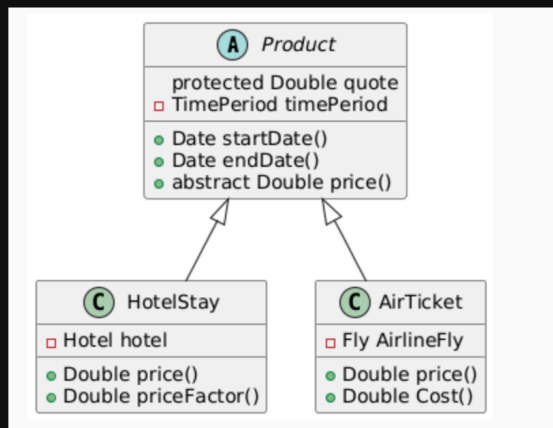 A Product
protected Double quote
TimePeriod timePeriod
Date startDate()
Date endDate()
abstract Double price()
C HotelStay
Hotel hotel
Double price()
Double priceFactor()
C AirTicket
Fly AirlineFly
Double price()
Double Cost()